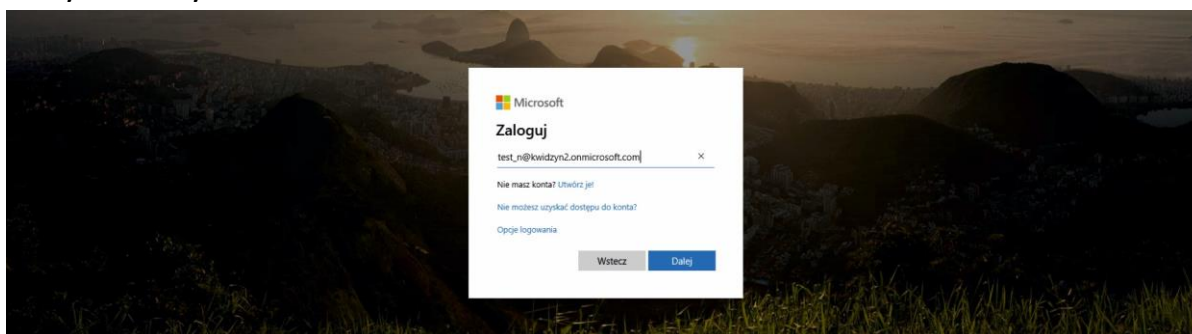 Microsoft
Zaloguj
test_n@kwidzyn2.onmicrosoft.com
Nie masz konta? Utwórz je!
Nie możesz uzyskać dostępu do konta?
Opcje logowania
Wstecz Dalej